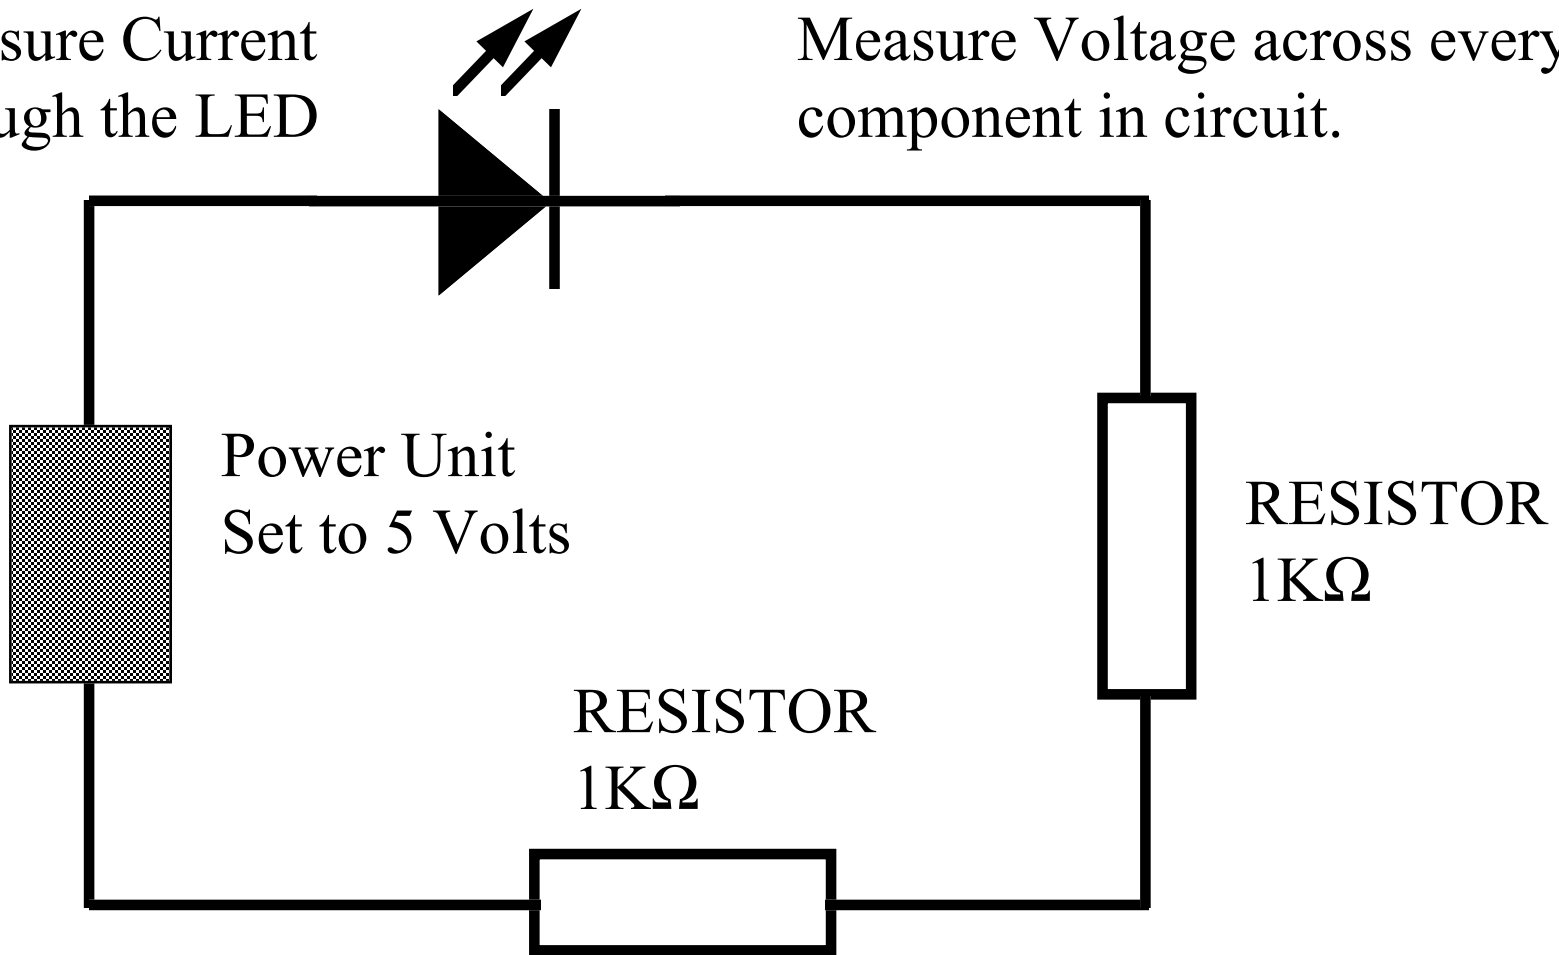 sure Current
ugh the LED
Measure Voltage across every
component in circuit.
Power Unit
Set to 5 Volts
RESISTOR
1KΩ
RESISTOR
1KΩ